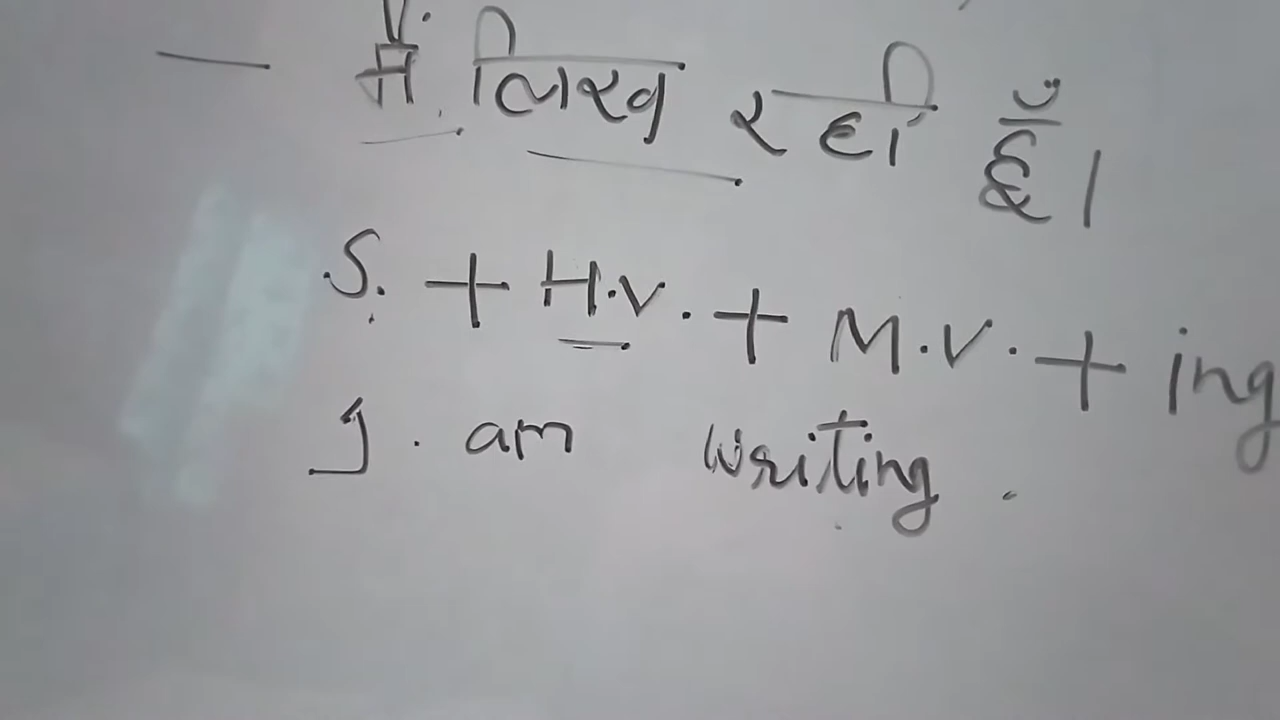 — मैं लिख रही हूँ।
S. + H.V. + M.V. + ing
I am writing.